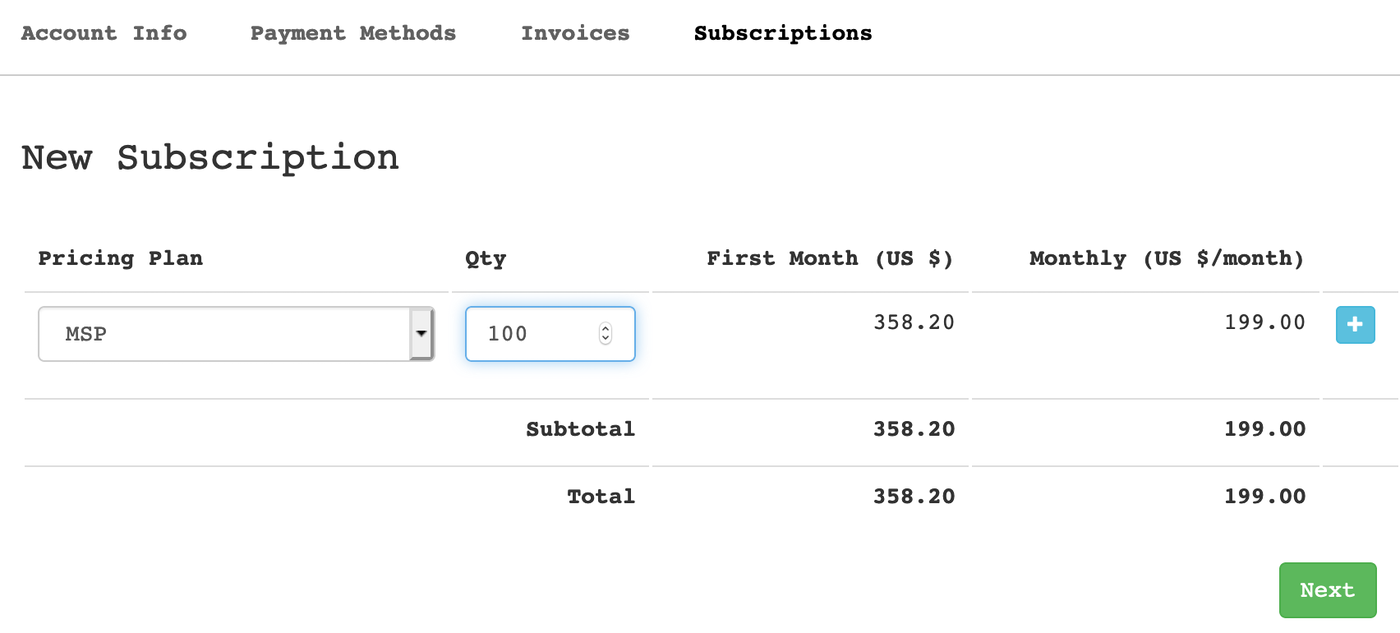 Account Info Payment Methods Invoices Subscriptions
New Subscription
Pricing Plan Qty First Month (US $) Monthly (US $/month)
MSP 100 358.20 199.00 +
Subtotal 358.20 199.00
Total 358.20 199.00
Next